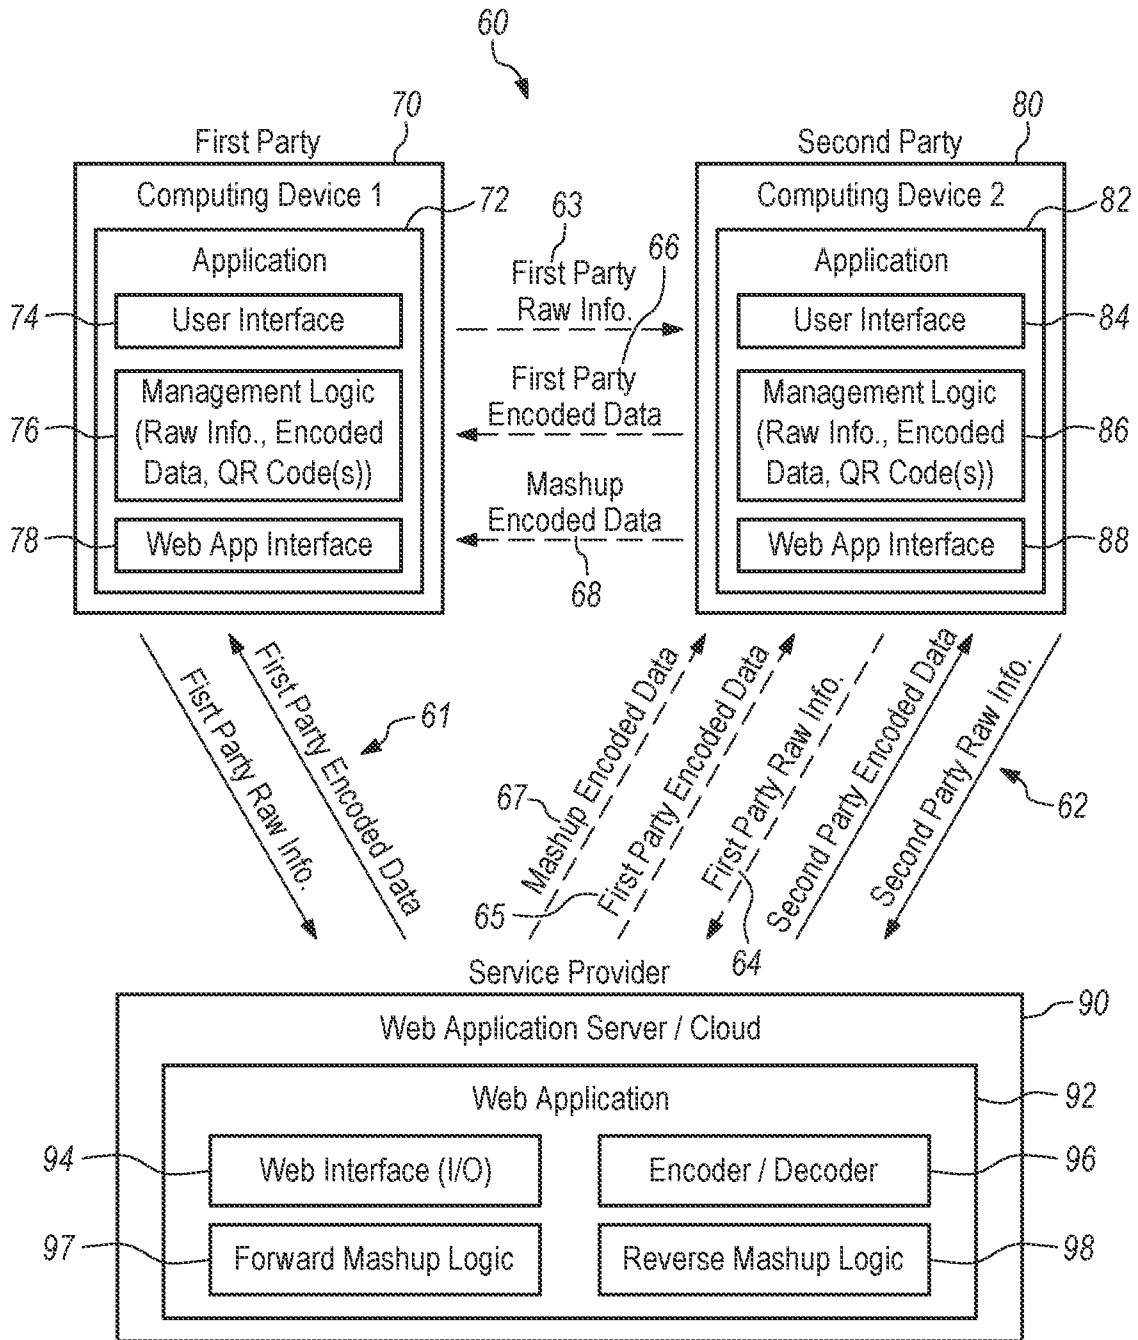 60
First Party
70
Second Party
80
Computing Device 1
72
Application
74
User Interface
76
Management Logic
(Raw Info., Encoded
Data, QR Code(s))
78
Web App Interface
63
First Party
Raw Info.
66
First Party
Encoded Data
Mashup
Encoded Data
68
Computing Device 2
82
Application
User Interface
84
Management Logic
(Raw Info., Encoded
Data, QR Code(s))
86
Web App Interface
88
Fisrt Party Raw Info.
First Party Encoded Data
61
67
Mashup Encoded Data
65
First Party Encoded Data
First Party Raw Info.
64
Second Party Encoded Data
Second Party Raw Info.
62
Service Provider
90
Web Application Server / Cloud
92
Web Application
94
Web Interface (I/O)
Encoder / Decoder
96
97
Forward Mashup Logic
Reverse Mashup Logic
98